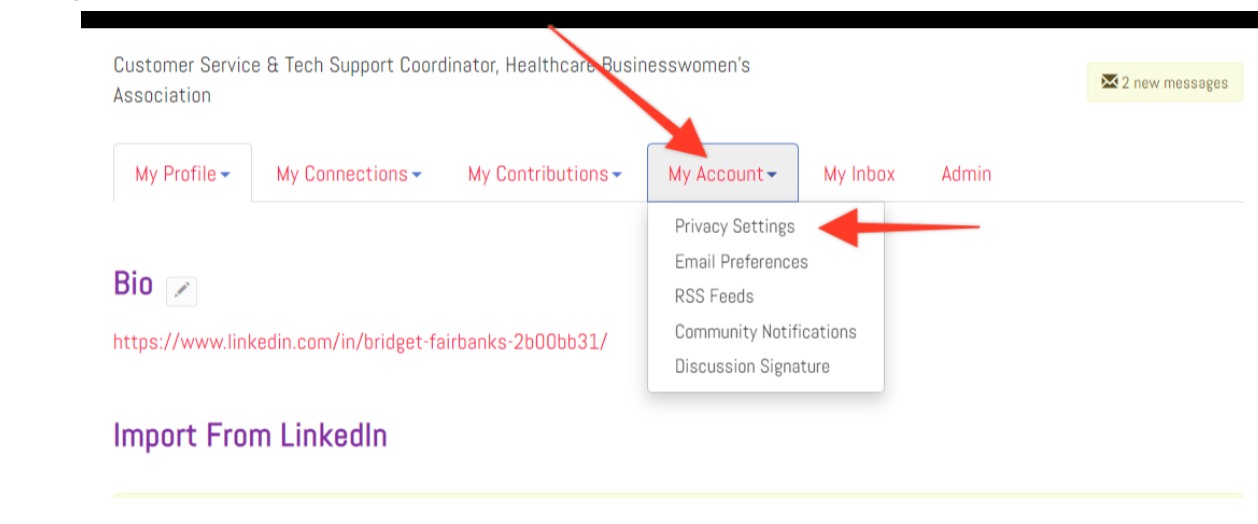 Customer Service & Tech Support Coordinator, Healthcare Businesswomen's
Association
2 new messages
My Profile
My Connections
My Contributions
My Account
My Inbox
Admin
Privacy Settings
Email Preferences
RSS Feeds
Community Notifications
Discussion Signature
Bio
https://www.linkedin.com/in/bridget-fairbanks-2b00bb31/
Import From LinkedIn